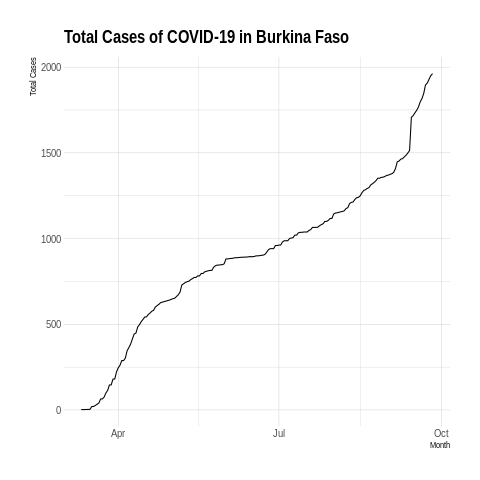 Total Cases of COVID-19 in Burkina Faso
Total Cases
2000
1500
1000
500
0
Apr
Jul
Oct
Month